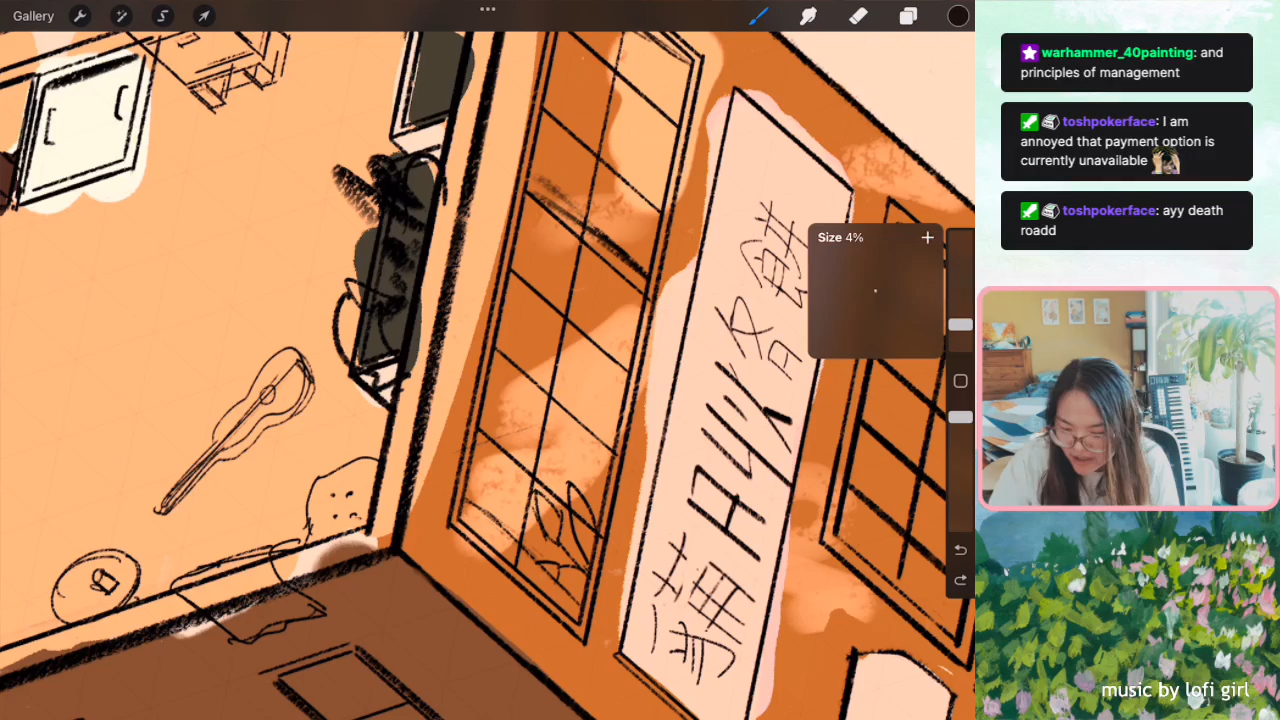 Gallery
Size 4%
warhammer_40painting: and
principles of management
toshpokerface: I am
annoyed that payment option is
currently unavailable
toshpokerface: ayy death
roadd
music by lofi girl